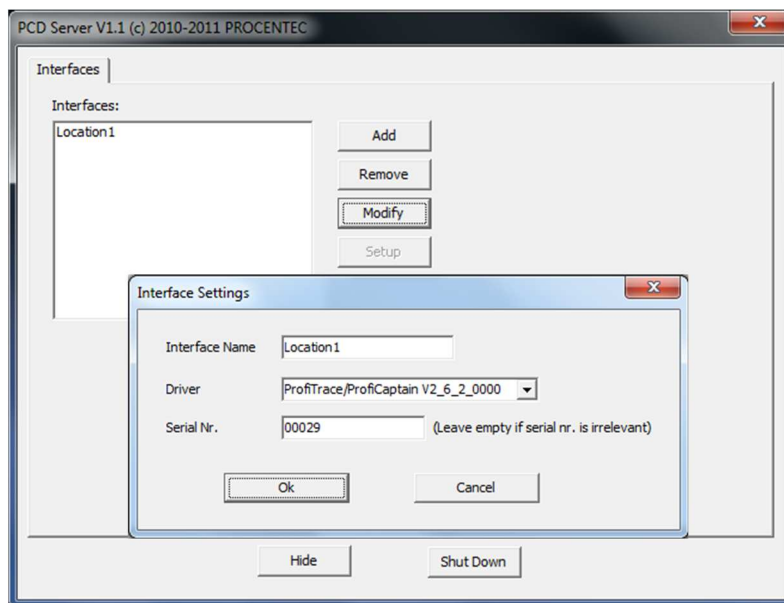 PCD Server V1.1 (c) 2010-2011 PROCENTEC
Interfaces
Interfaces:
Location1
Add
Remove
Modify
Setup
Interface Settings
Interface Name Location1
Driver ProfiTrace/ProfiCaptain V2_6_2_0000
Serial Nr. 00029 (Leave empty if serial nr. is irrelevant)
Ok Cancel
Hide Shut Down